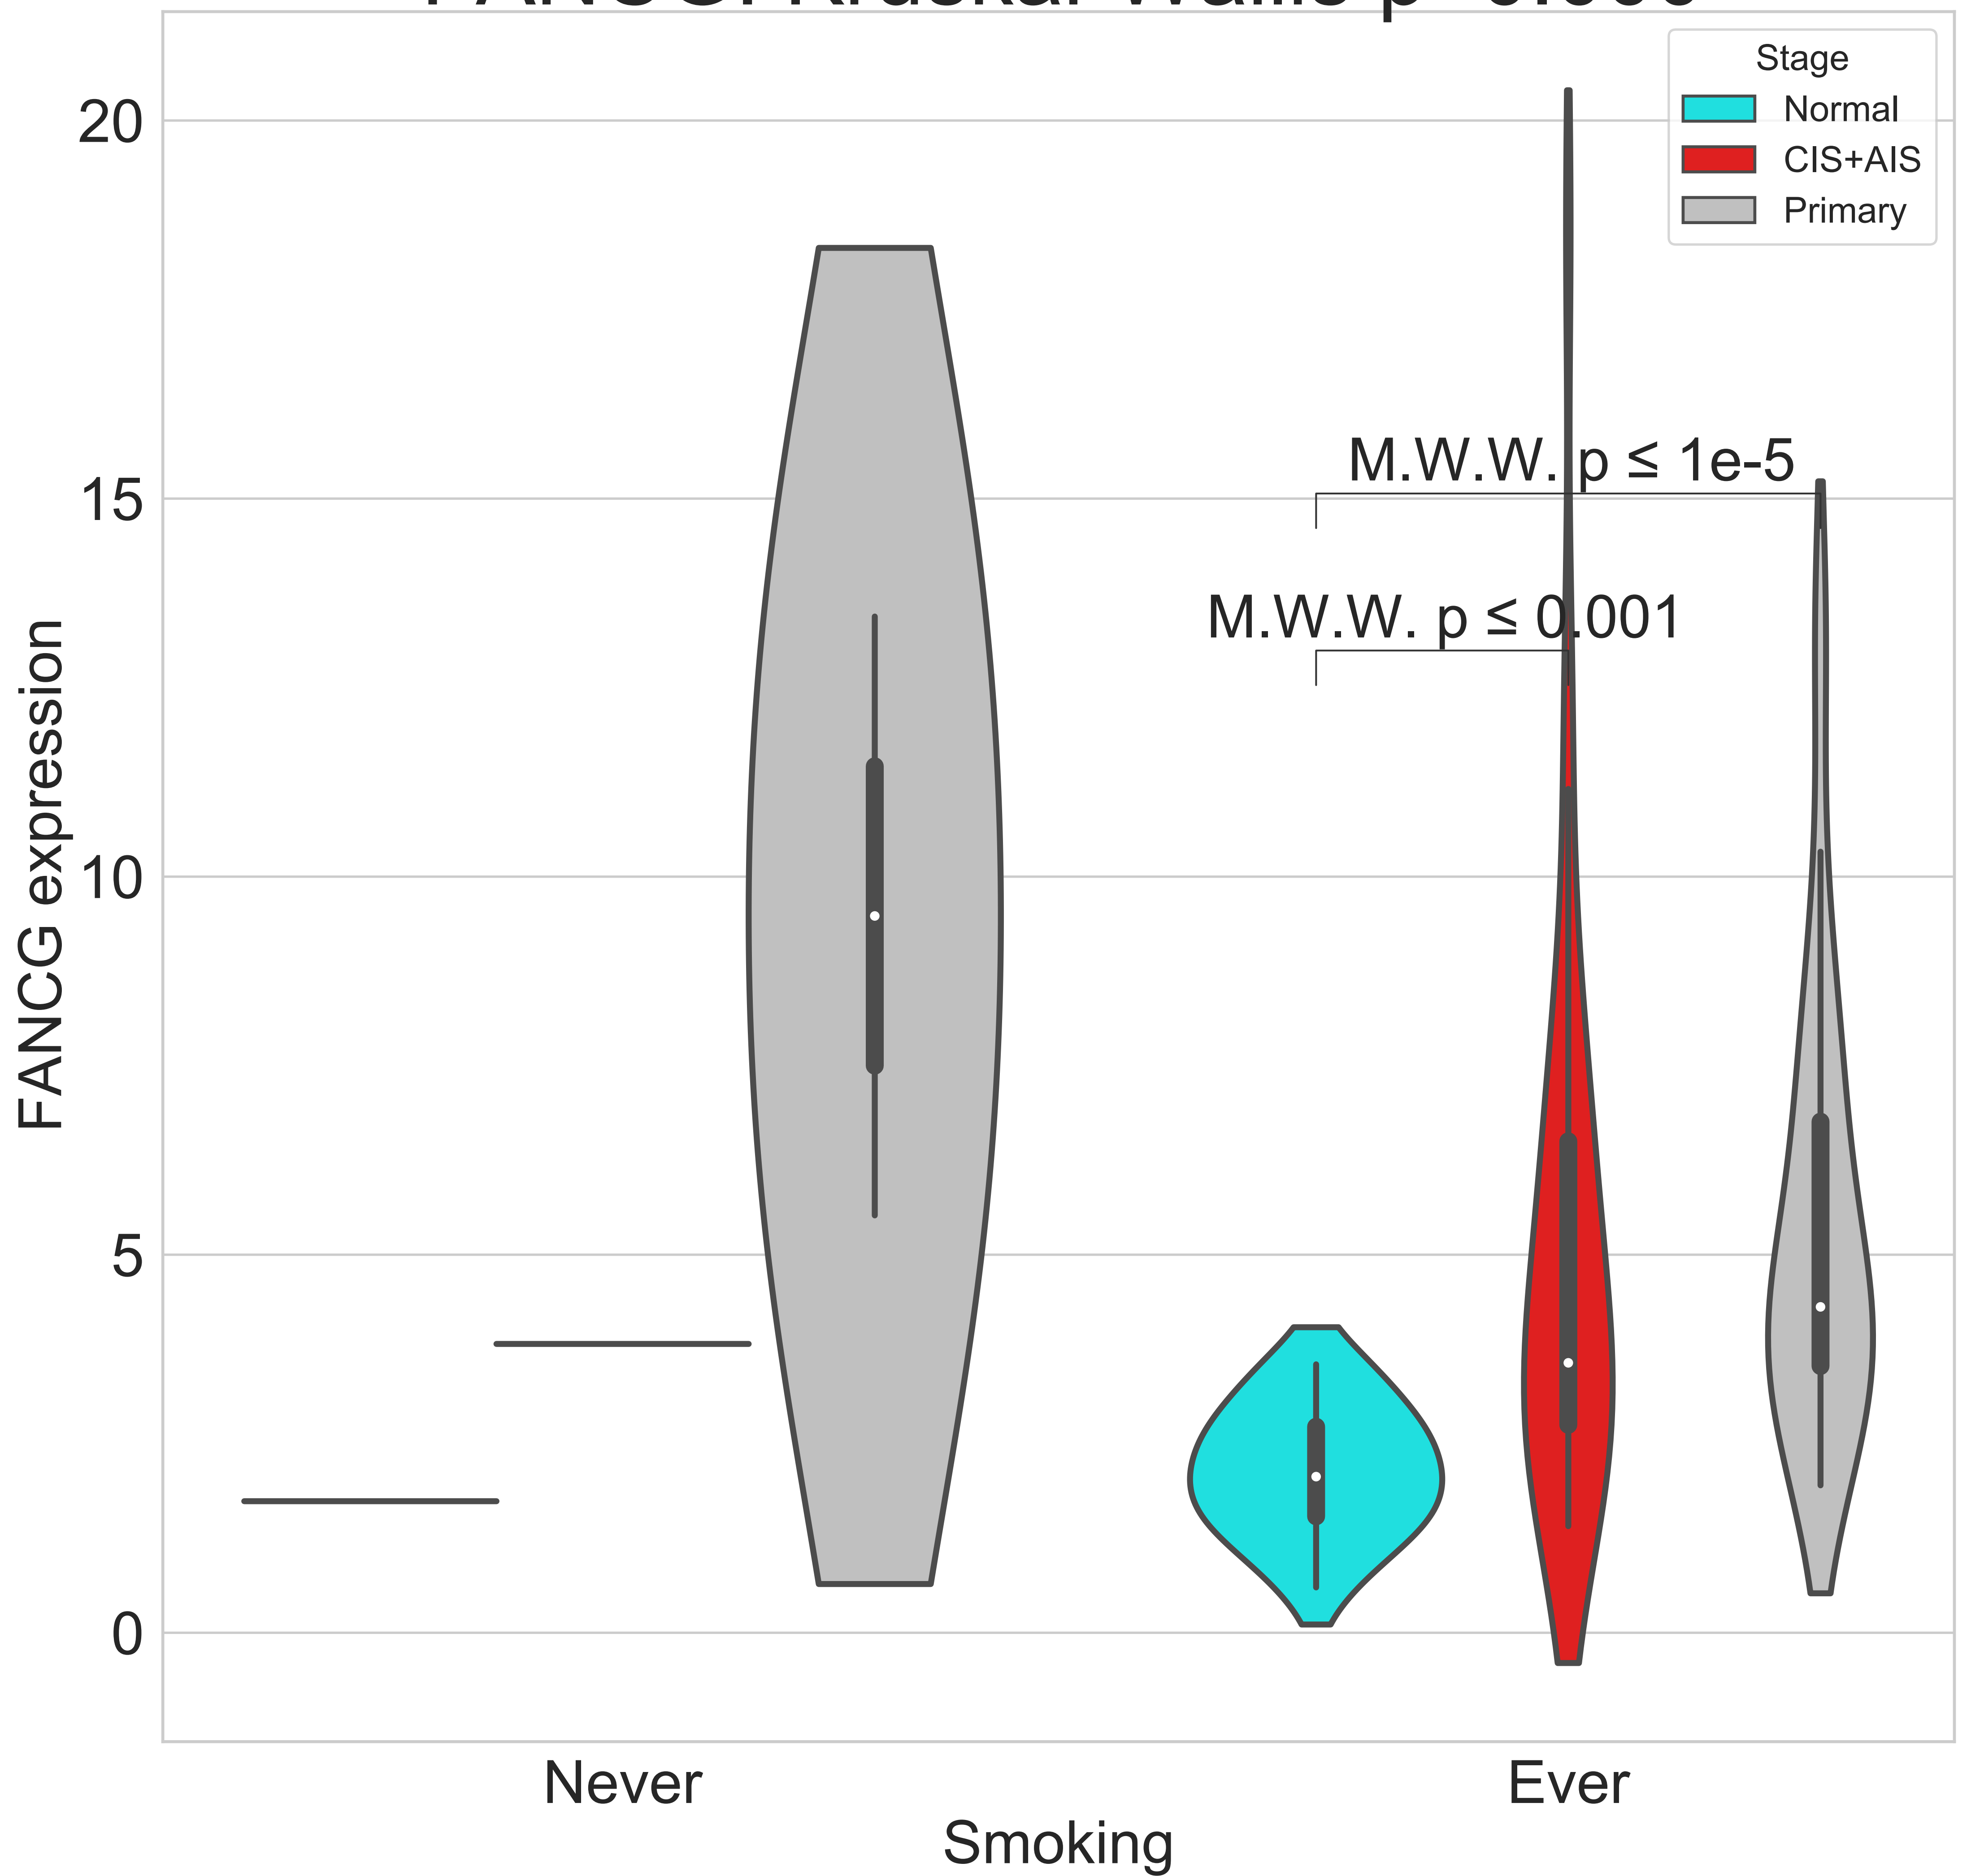 Stage
Normal
CIS+AIS
Primary
20
15
10
5
0
FANCG expression
M.W.W. p ≤ 1e-5
M.W.W. p ≤ 0.001
Never
Ever
Smoking